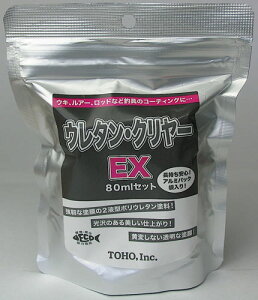 ウキ、ルアー、ロッドなど釣具のコーティングに…
ウレタン・クリヤー
EX
80mlセット
長持ち安心!
アルミパック
袋入り!
強靭な塗膜の2液型ポリウレタン塗料!
光沢のある美しい仕上がり!
黄変しない透明な塗膜!
ECO
TOHO, Inc.